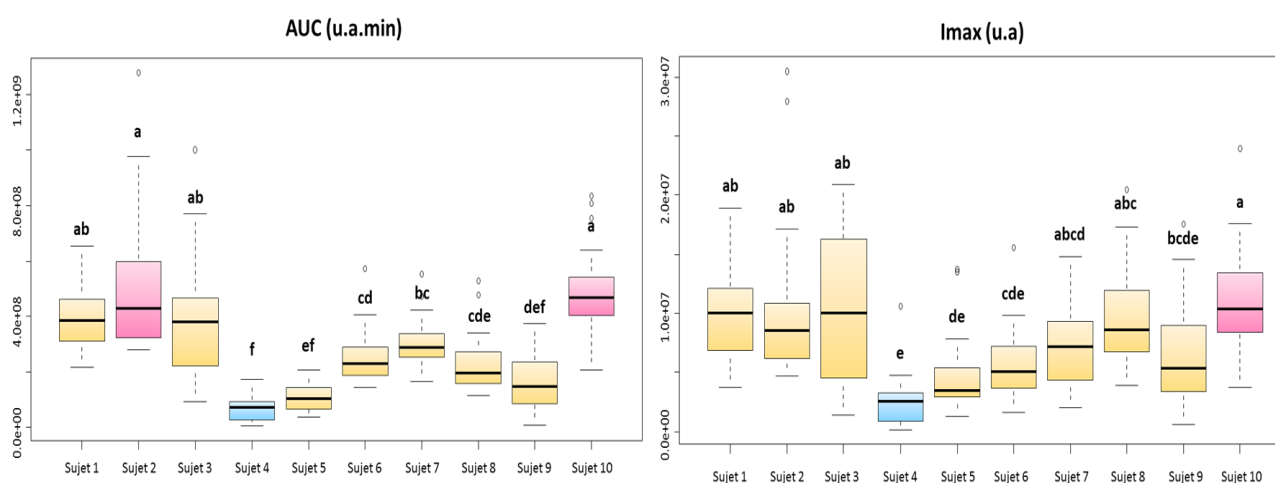 AUC (u.a.min)
1.2e+09
8.0e+08
4.0e+08
0.0e+00
ab
a
ab
f
ef
cd
bc
cde
def
a
Sujet 1 Sujet 2 Sujet 3 Sujet 4 Sujet 5 Sujet 6 Sujet 7 Sujet 8 Sujet 9 Sujet 10
Imax (u.a)
3.0e+07
2.0e+07
1.0e+07
0.0e+00
ab
ab
ab
e
de
cde
abcd
abc
bcde
a
Sujet 1 Sujet 2 Sujet 3 Sujet 4 Sujet 5 Sujet 6 Sujet 7 Sujet 8 Sujet 9 Sujet 10